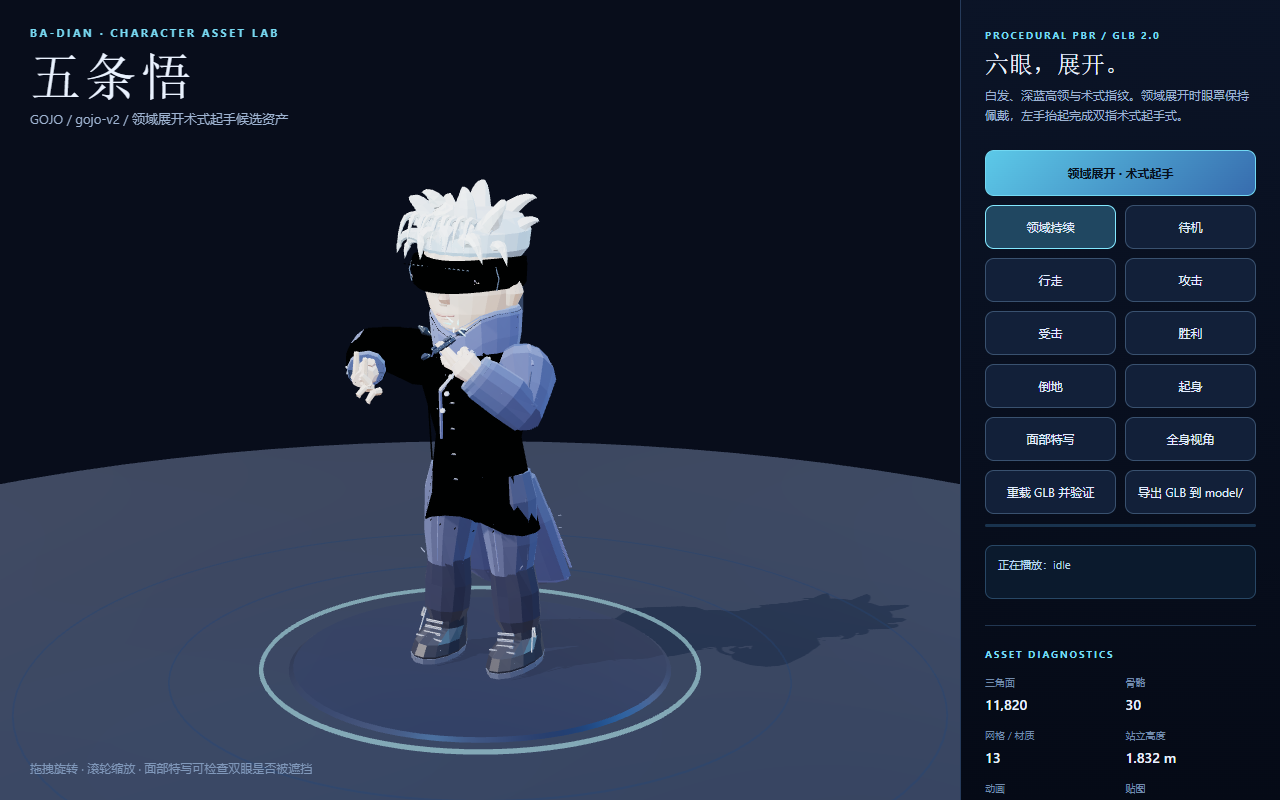 BA-DIAN · CHARACTER ASSET LAB
五条悟
GOJO / gojo-v2 / 领域展开术式起手候选资产
拖拽旋转 · 滚轮缩放 · 面部特写可检查双眼是否被遮挡
PROCEDURAL PBR / GLB 2.0
六眼，展开。
白发、深蓝高领与术式指纹。领域展开时眼罩保持
佩戴，左手抬起完成双指术式起手式。
领域展开 · 术式起手
领域持续
待机
行走
攻击
受击
胜利
倒地
起身
面部特写
全身视角
重载 GLB 并验证
导出 GLB 到 model/
正在播放：idle
ASSET DIAGNOSTICS
三角面
骨骼
11,820
30
网格 / 材质
站立高度
13
1.832 m
动画
贴图